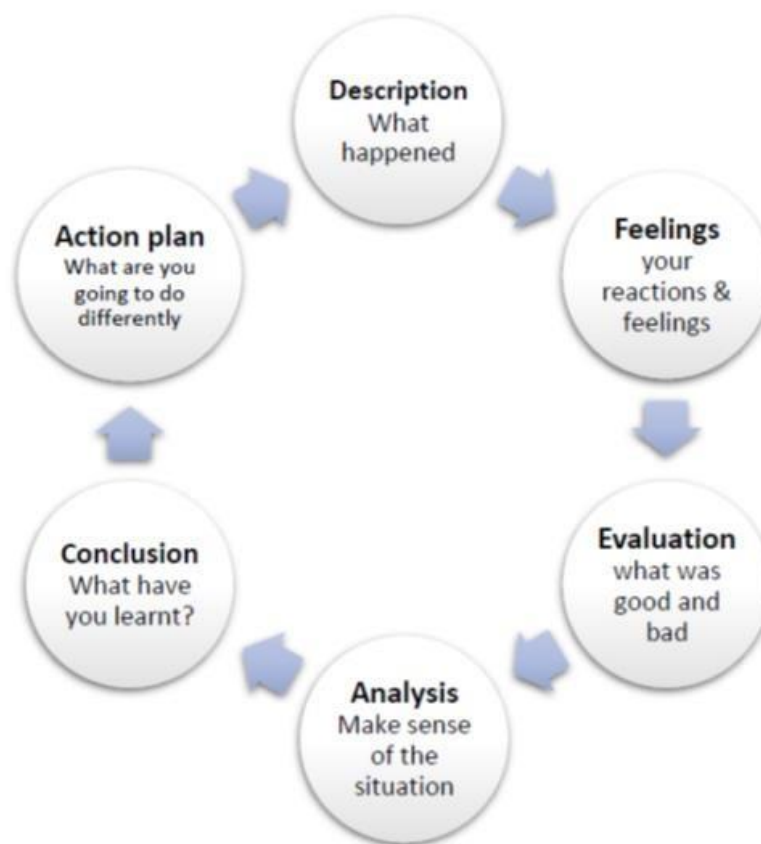 Description
What
happened
Feelings
your
reactions &
feelings
Evaluation
what was
good and
bad
Analysis
Make sense
of the
situation
Conclusion
What have
you learnt?
Action plan
What are you
going to do
differently